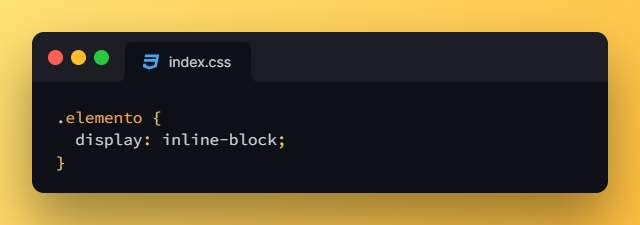 index.css
.elemento {
  display: inline-block;
}